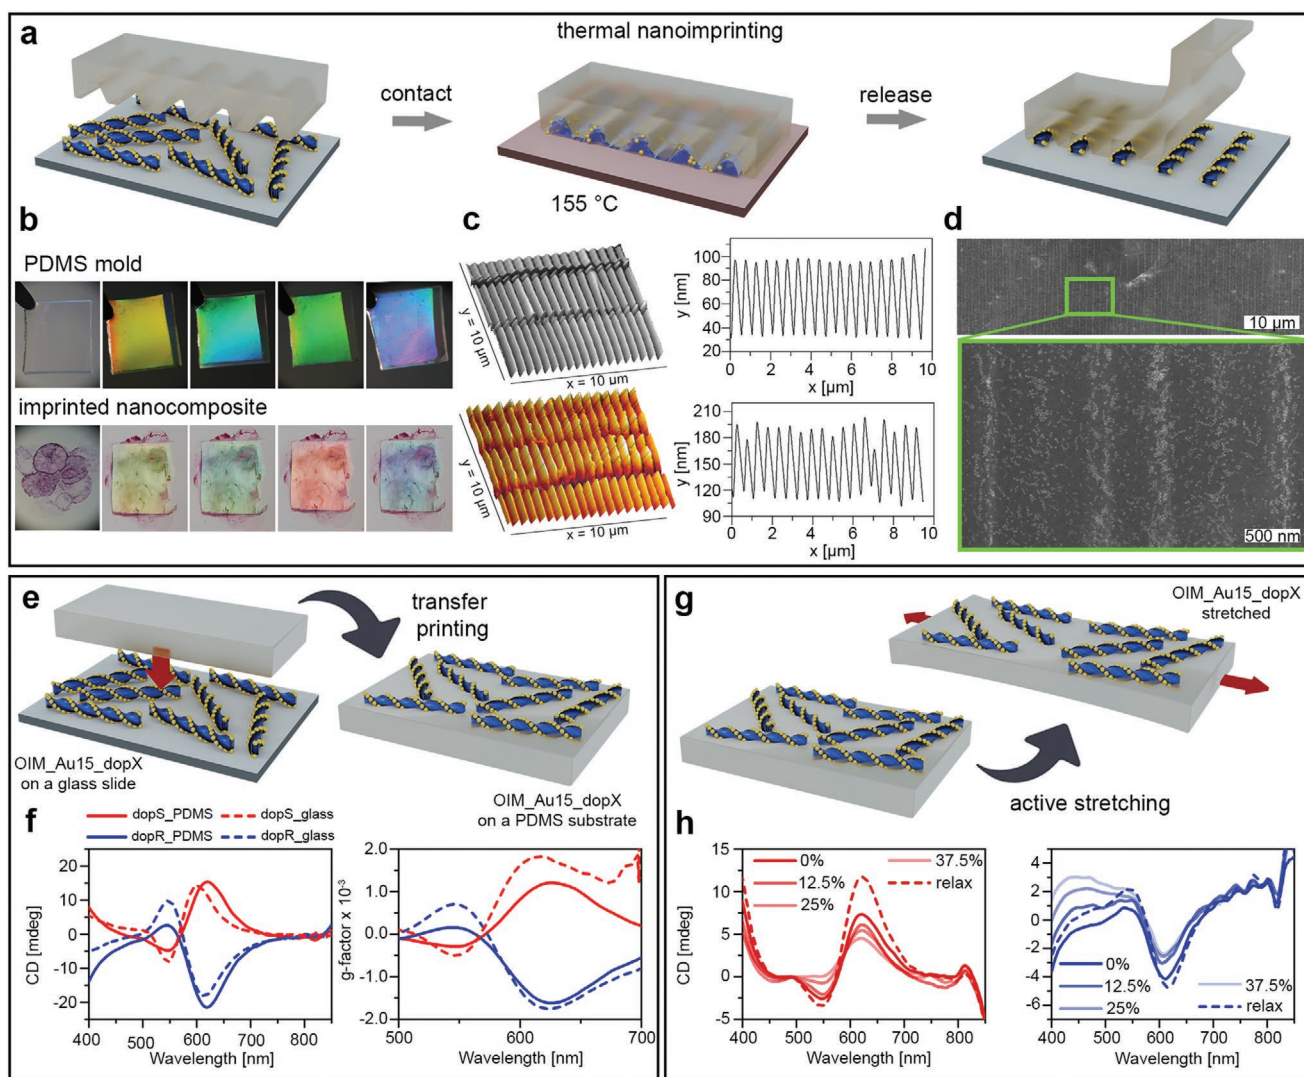 a
thermal nanoimprinting
contact
release
155 °C
b
PDMS mold
imprinted nanocomposite
c
y = 10 µm
x = 10 µm
y [nm]
100
80
60
40
20
0 2 4 6 8 10
x [µm]
y = 10 µm
x = 10 µm
y [nm]
210
180
150
120
90
0 2 4 6 8 10
x [µm]
d
10 µm
500 nm
e
transfer
printing
OIM_Au15_dopX
on a glass slide
OIM_Au15_dopX
on a PDMS substrate
f
dopS_PDMS dopS_glass
dopR_PDMS dopR_glass
CD [mdeg]
20
10
0
-10
-20
400 500 600 700 800
Wavelength [nm]
g-factor x 10⁻³
2.0
1.0
0.0
-1.0
-2.0
500 600 700
Wavelength [nm]
g
OIM_Au15_dopX
stretched
active stretching
h
0% 37.5%
12.5% relax
25%
CD [mdeg]
15
10
5
0
-5
400 500 600 700 800
Wavelength [nm]
4
2
0
-2
-4
-6
0%
12.5% 37.5%
25% relax
400 500 600 700 800
Wavelength [nm]